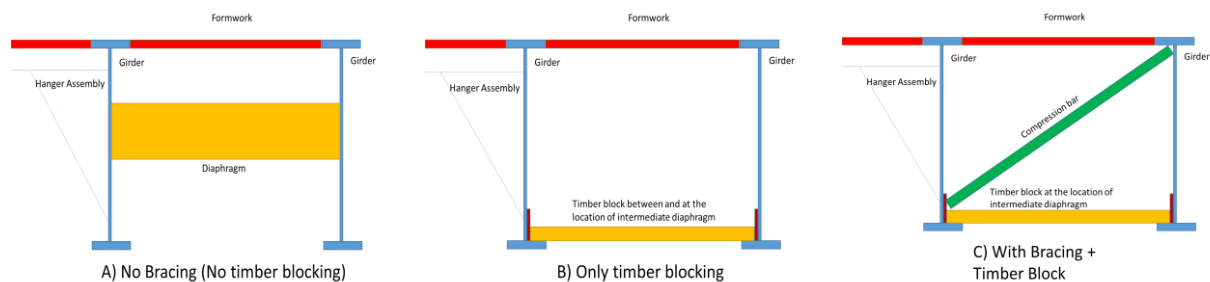 Formwork
Girder
Girder
Hanger Assembly
Diaphragm
A) No Bracing (No timber blocking)
Formwork
Girder
Girder
Hanger Assembly
Timber block between and at the
location of intermediate diaphragm
B) Only timber blocking
Formwork
Girder
Girder
Hanger Assembly
Compression bar
Timber block at the location of
intermediate diaphragm
C) With Bracing +
Timber Block